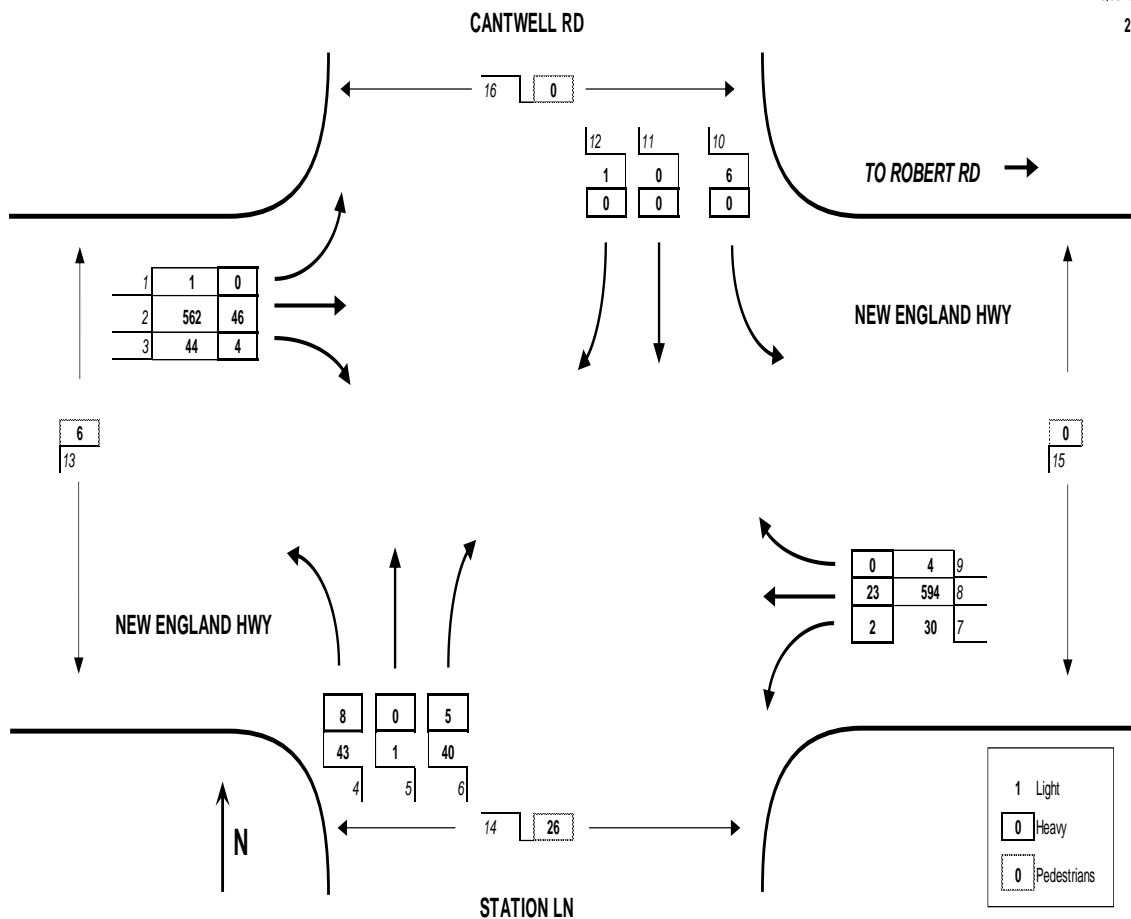 CANTWELL RD
2
16 0
12 11 10
1 0 6
0 0 0
TO ROBERT RD
1 1 0
2 562 46
3 44 4
NEW ENGLAND HWY
6
13
0
15
0 4 9
23 594 8
2 30 7
NEW ENGLAND HWY
8 0 5
43 1 40
4 5 6
14 26
N
1 Light
0 Heavy
0 Pedestrians
STATION LN